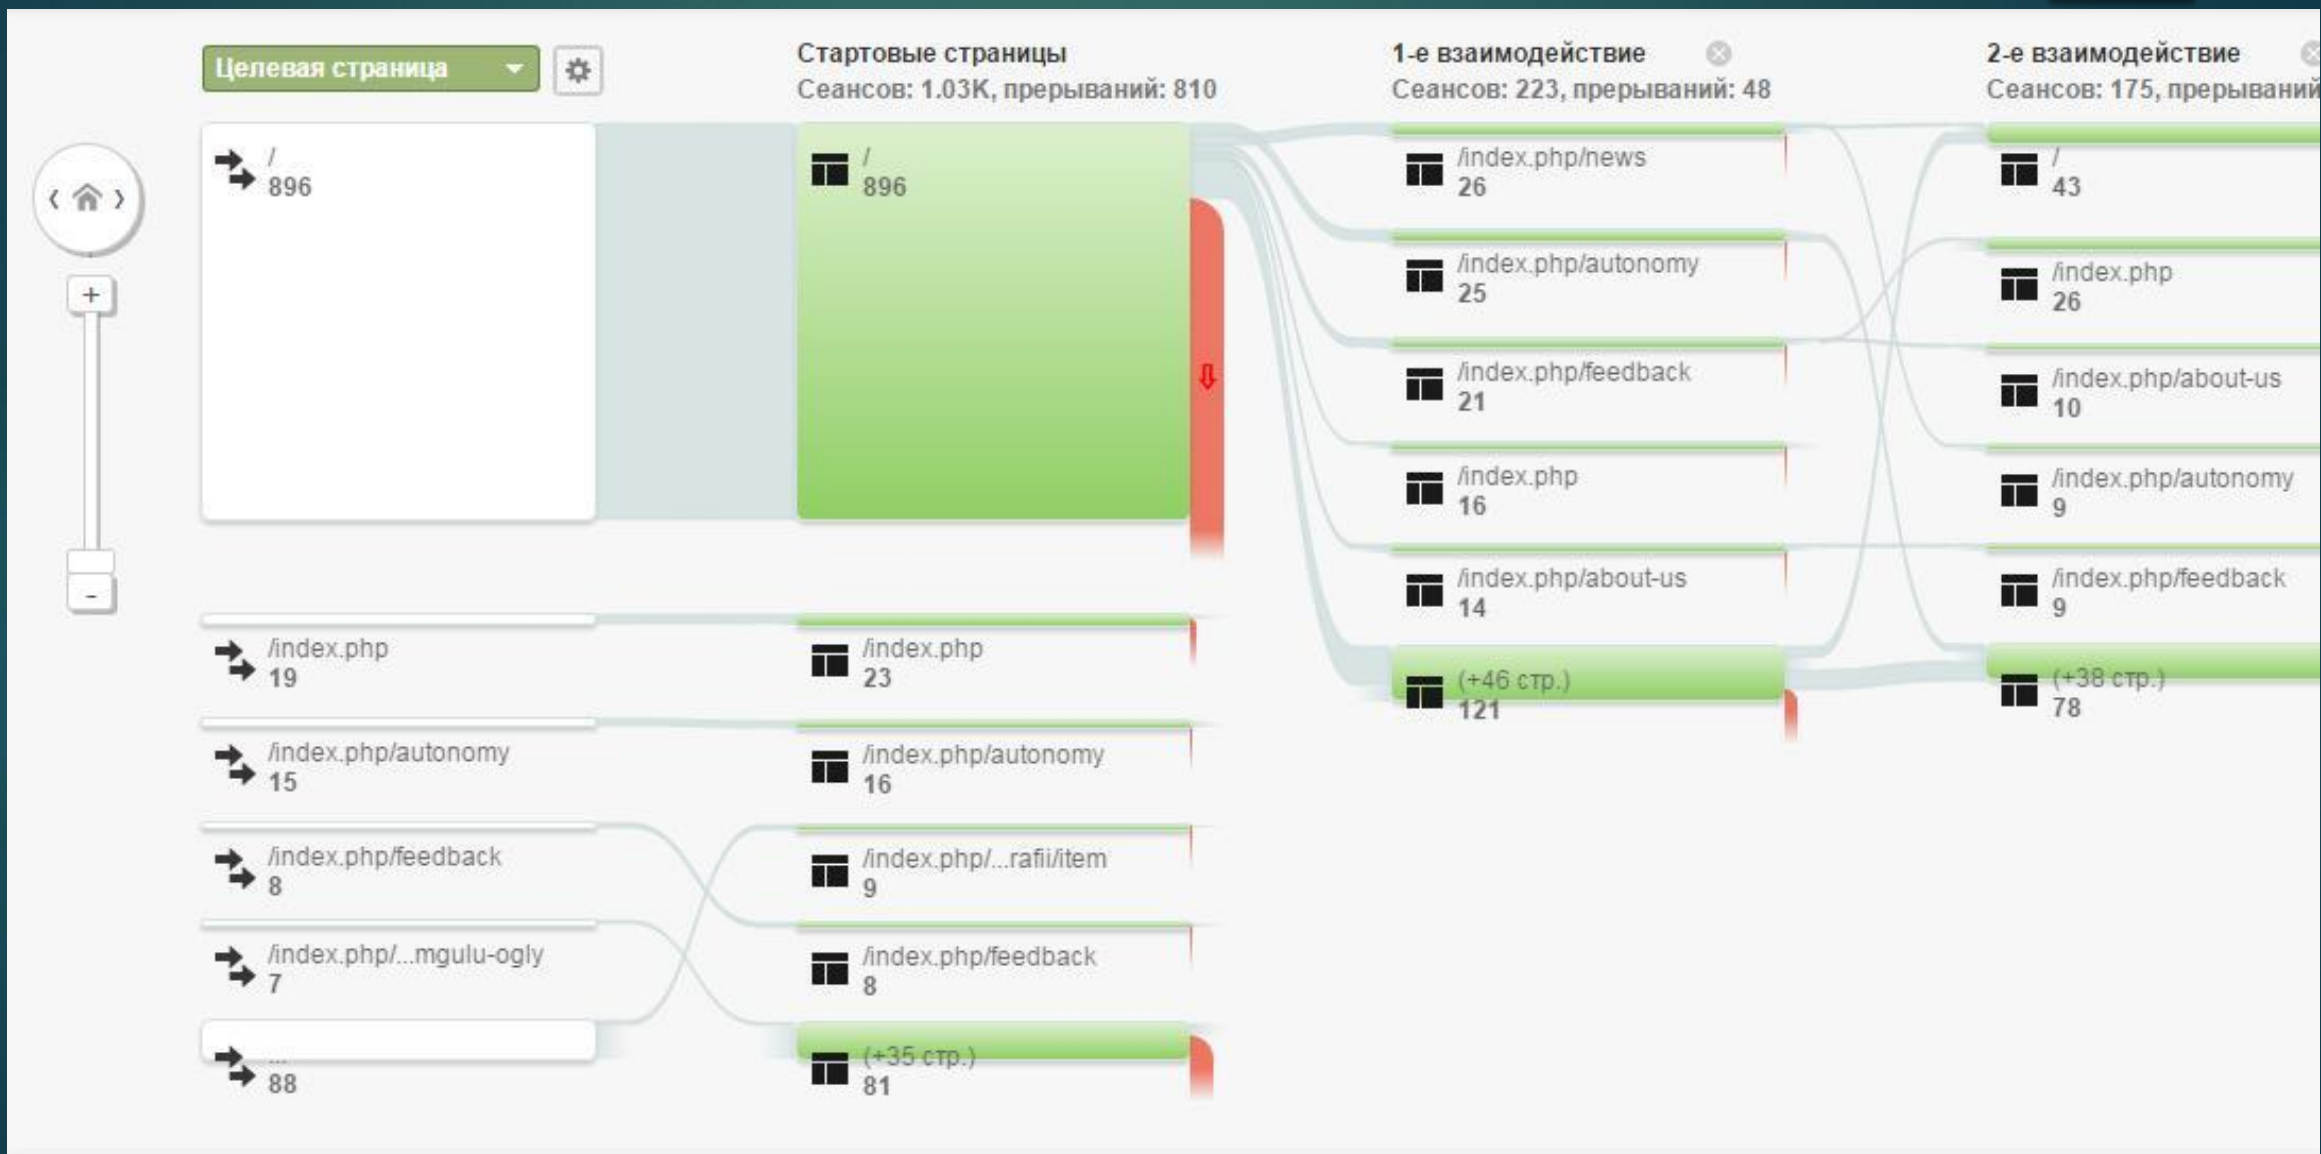 Целевая страница
Стартовые страницы
Сеансов: 1.03K, прерываний: 810
1-е взаимодействие
Сеансов: 223, прерываний: 48
2-е взаимодействие
Сеансов: 175, прерываний
/
896
/index.php
19
/index.php/autonomy
15
/index.php/feedback
8
/index.php/...mgulu-ogly
7
...
88
/
896
/index.php
23
/index.php/autonomy
16
/index.php/...rafii/item
9
/index.php/feedback
8
(+35 стр.)
81
/index.php/news
26
/index.php/autonomy
25
/index.php/feedback
21
/index.php
16
/index.php/about-us
14
(+46 стр.)
121
/
43
/index.php
26
/index.php/about-us
10
/index.php/autonomy
9
/index.php/feedback
9
(+38 стр.)
78
+
-